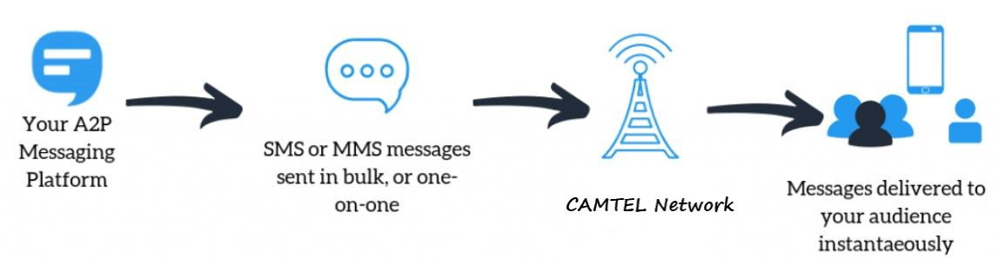 Your A2P
Messaging
Platform
SMS or MMS messages
sent in bulk, or one-
on-one
CAMTEL Network
Messages delivered to
your audience
instantaeously